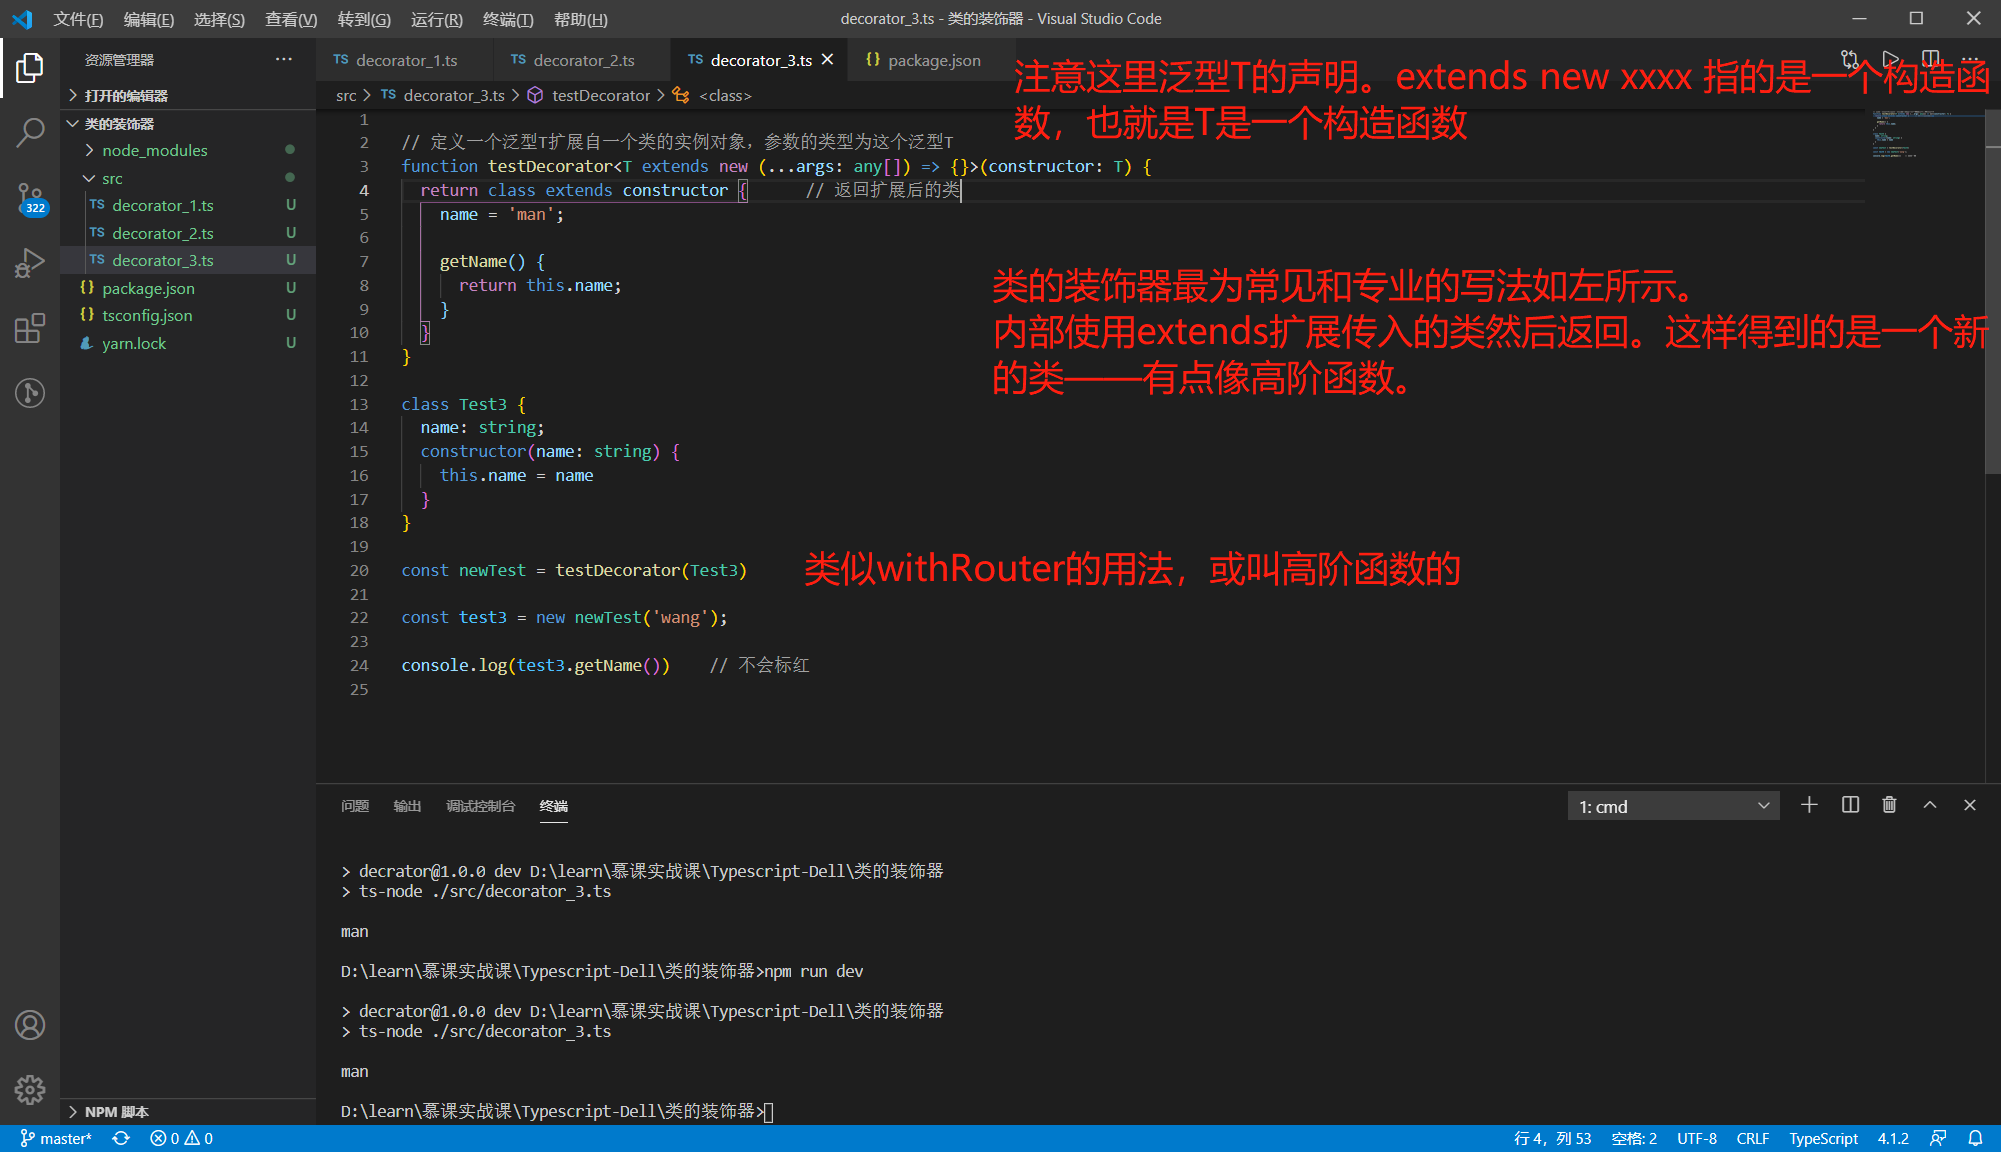 文件(F) 编辑(E) 选择(S) 查看(V) 转到(G) 运行(R) 终端(T) 帮助(H)
decorator_3.ts - 类的装饰器 - Visual Studio Code
资源管理器 ···
打开的编辑器
类的装饰器
node_modules
src
TS decorator_1.ts U
TS decorator_2.ts U
TS decorator_3.ts U
{} package.json U
{} tsconfig.json U
yarn.lock U
322
NPM 脚本
TS decorator_1.ts TS decorator_2.ts TS decorator_3.ts {} package.json
src > TS decorator_3.ts > testDecorator > <class>
注意这里泛型T的声明。extends new xxxx 指的是一个构造函
数，也就是T是一个构造函数
1
2 // 定义一个泛型T扩展自一个类的实例对象，参数的类型为这个泛型T
3 function testDecorator<T extends new (...args: any[]) => {}>(constructor: T) {
4 return class extends constructor { // 返回扩展后的类
5 name = 'man';
6
7 getName() {
8 return this.name;
9 }
10 }
11 }
12
13 class Test3 {
14 name: string;
15 constructor(name: string) {
16 this.name = name
17 }
18 }
19
20 const newTest = testDecorator(Test3)
21
22 const test3 = new newTest('wang');
23
24 console.log(test3.getName()) // 不会标红
25
类的装饰器最为常见和专业的写法如左所示。
内部使用extends扩展传入的类然后返回。这样得到的是一个新
的类——有点像高阶函数。
类似withRouter的用法，或叫高阶函数的
问题 输出 调试控制台 终端
1: cmd
> decrator@1.0.0 dev D:\learn\慕课实战课\Typescript-Dell\类的装饰器
> ts-node ./src/decorator_3.ts
man
D:\learn\慕课实战课\Typescript-Dell\类的装饰器>npm run dev
> decrator@1.0.0 dev D:\learn\慕课实战课\Typescript-Dell\类的装饰器
> ts-node ./src/decorator_3.ts
man
D:\learn\慕课实战课\Typescript-Dell\类的装饰器>
master* 0 0
行 4，列 53 空格: 2 UTF-8 CRLF TypeScript 4.1.2